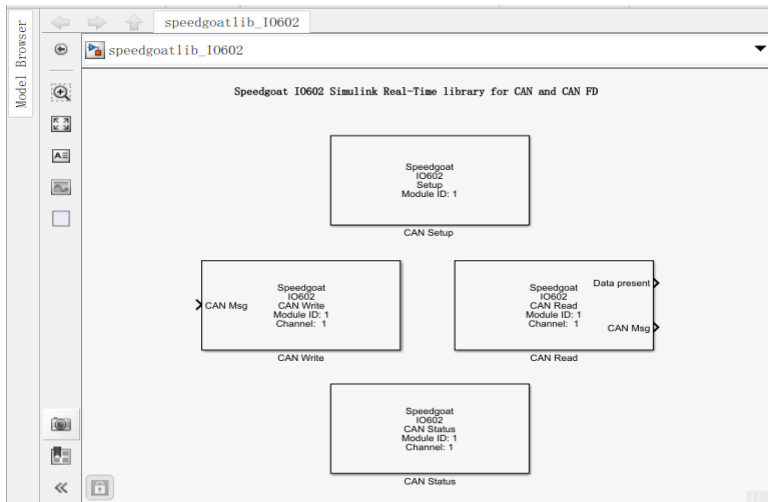 speedgoatlib_IO602
Model Browser
speedgoatlib_IO602
Speedgoat IO602 Simulink Real-Time library for CAN and CAN FD
Speedgoat
IO602
Setup
Module ID: 1
CAN Setup
CAN Msg
Speedgoat
IO602
CAN Write
Module ID: 1
Channel: 1
CAN Write
Speedgoat
IO602
CAN Read
Module ID: 1
Channel: 1
Data present
CAN Msg
CAN Read
Speedgoat
IO602
CAN Status
Module ID: 1
Channel: 1
CAN Status